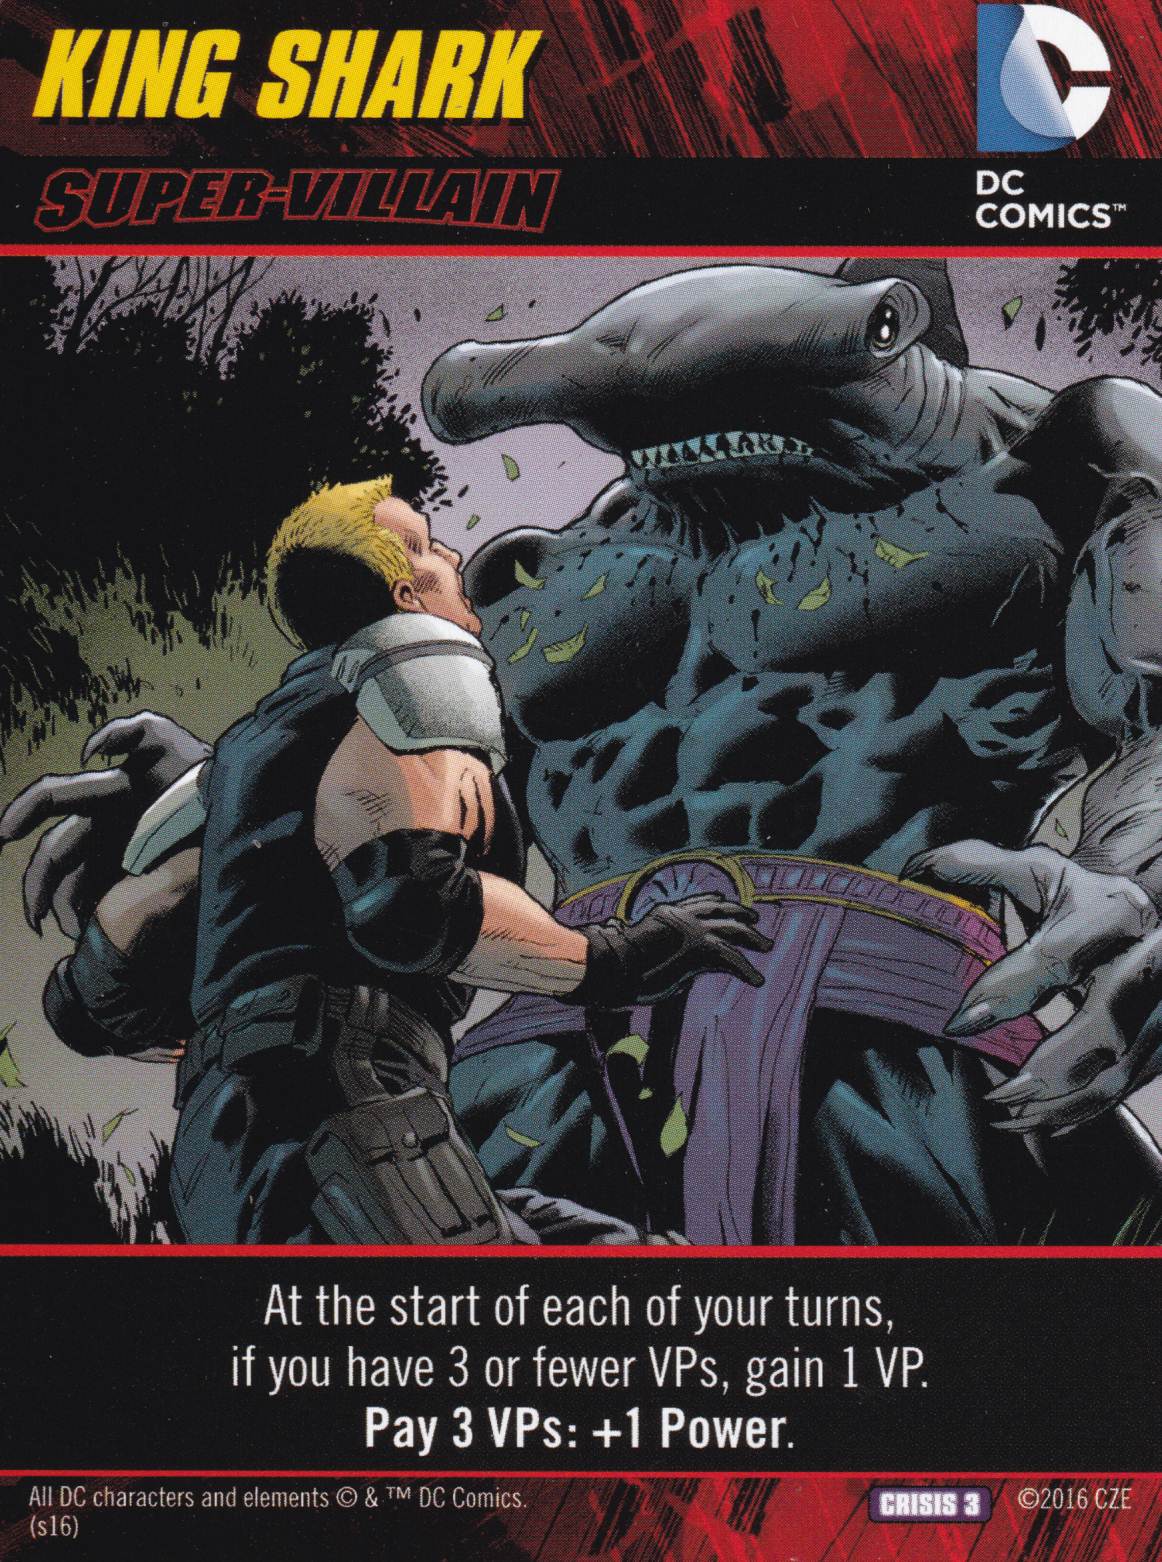 KING SHARK
SUPER-VILLAIN
DC
COMICS™
At the start of each of your turns,
if you have 3 or fewer VPs, gain 1 VP.
Pay 3 VPs: +1 Power.
All DC characters and elements © & ™ DC Comics.
(s16)
CRISIS 3
©2016 CZE